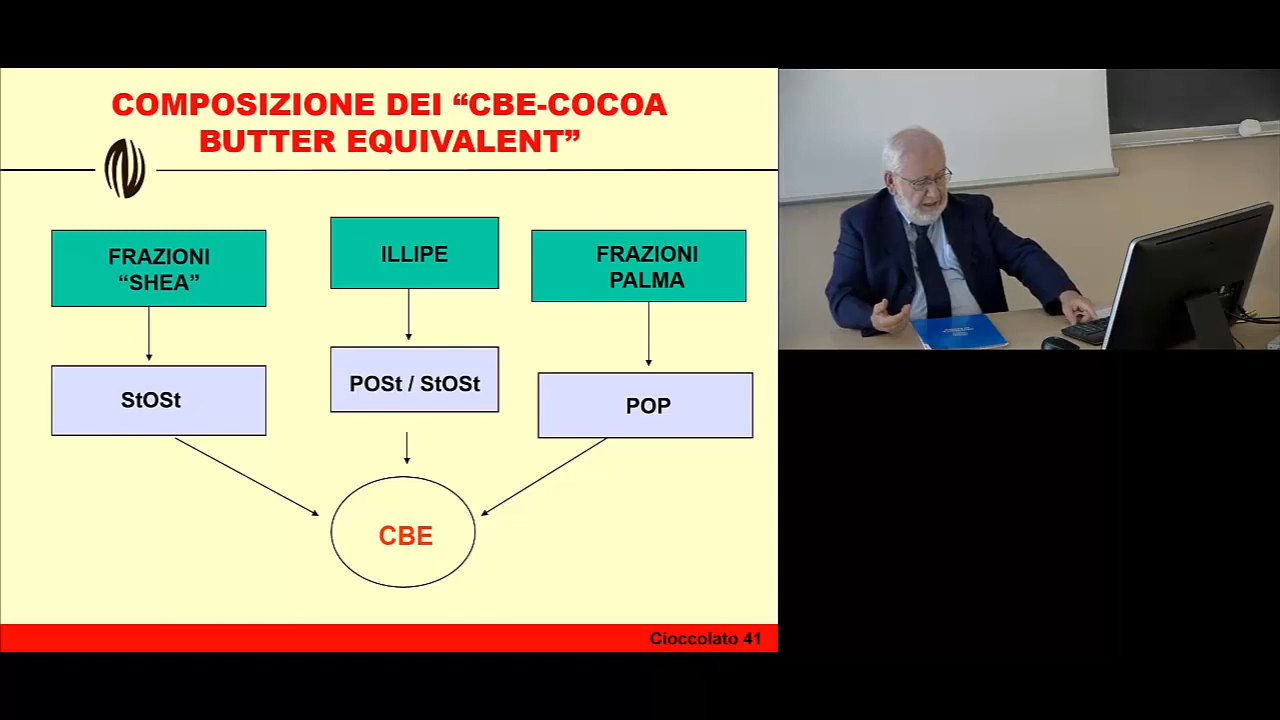 COMPOSIZIONE DEI “CBE-COCOA
BUTTER EQUIVALENT”
FRAZIONI
“SHEA”
ILLIPE
FRAZIONI
PALMA
StOSt
POSt / StOSt
POP
CBE
Cioccolato 41